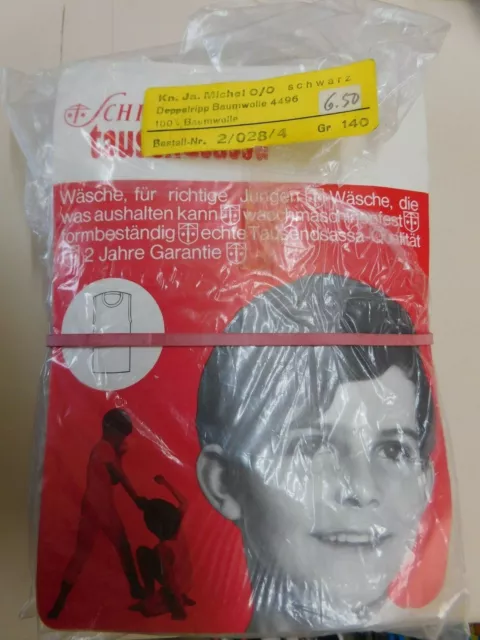 Kn. Ja. Michel 0/0 schwarz
Doppelripp Baumwolle 4496
6.50
100% Baumwolle
Bestell-Nr. 2/028/4 Gr 140
Wäsche, für richtige Jungen Wäsche, die
was aushalten kann waschmaschinenfest
formbeständig echte Tausendsassa-Qualität
2 Jahre Garantie